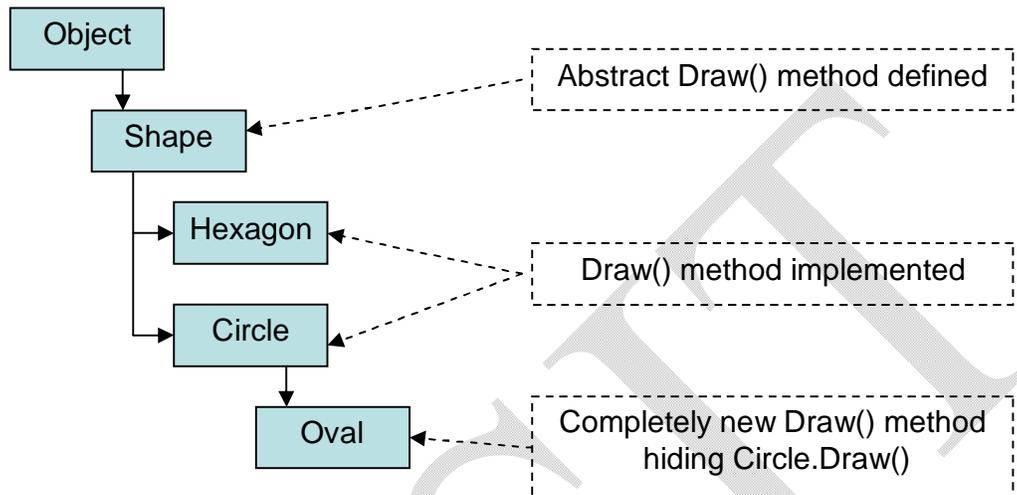 Object
Abstract Draw() method defined
Shape
Hexagon
Draw() method implemented
Circle
Oval
Completely new Draw() method
hiding Circle.Draw()